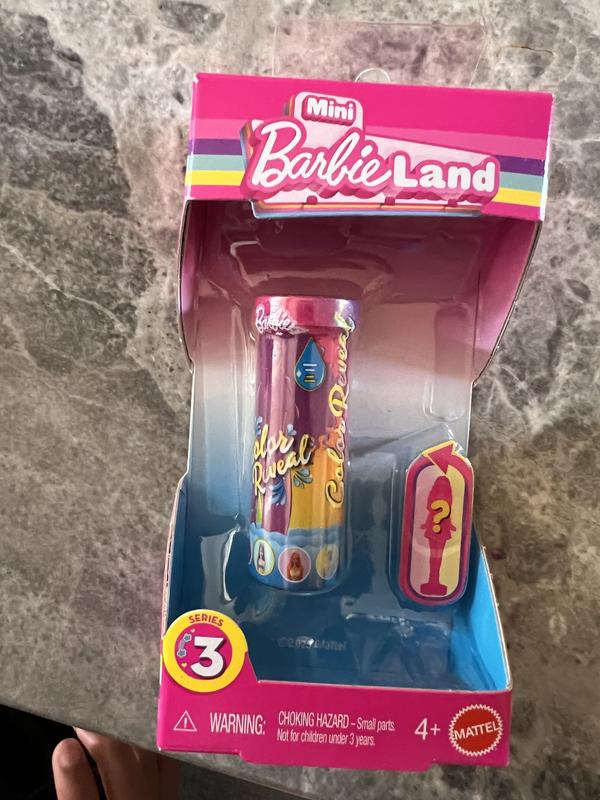 Mini
Barbie Land
Barbie
Color Reveal
Color
Reveal
?
SERIES
3
Mattel
WARNING: CHOKING HAZARD – Small parts.
Not for children under 3 years.
4+
MATTEL